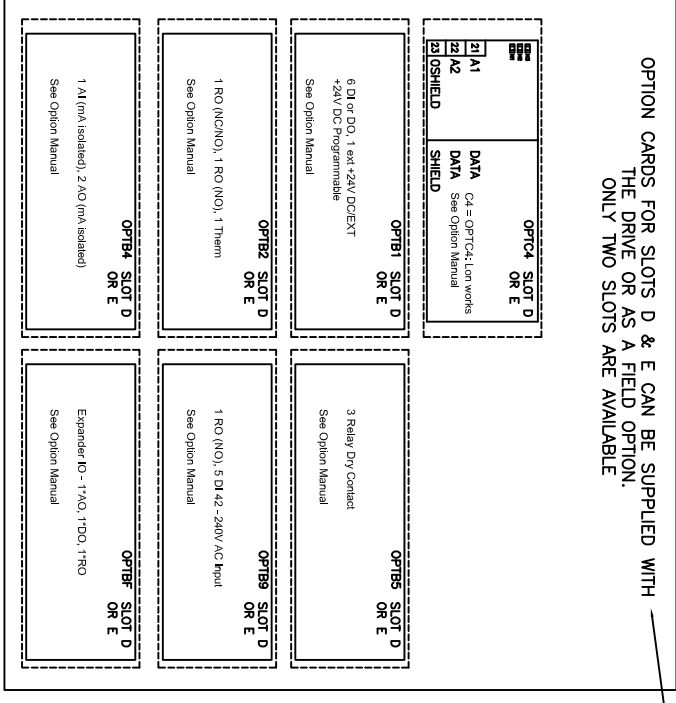 OPTION CARDS FOR SLOTS D & E CAN BE SUPPLIED WITH
THE DRIVE OR AS A FIELD OPTION.
ONLY TWO SLOTS ARE AVAILABLE
OPTC4 SLOT D
OR E
21 A1 DATA
22 A2 DATA
23 OSHIELD SHIELD
C4 = OPTC4: Lon works
See Option Manual
OPTB1 SLOT D
OR E
6 DI or DO, 1 ext +24V DC/EXT
+24V DC Programmable
See Option Manual
OPTB5 SLOT D
OR E
3 Relay Dry Contact
See Option Manual
OPTB2 SLOT D
OR E
1 RO (NC/NO), 1 RO (NO), 1 Therm
See Option Manual
OPTB9 SLOT D
OR E
1 RO (NO), 5 DI 42 - 240V AC Input
See Option Manual
OPTB4 SLOT D
OR E
1 AI (mA isolated), 2 AO (mA isolated)
See Option Manual
OPTBF SLOT D
OR E
Expander IO - 1*AO, 1*DO, 1*RO
See Option Manual